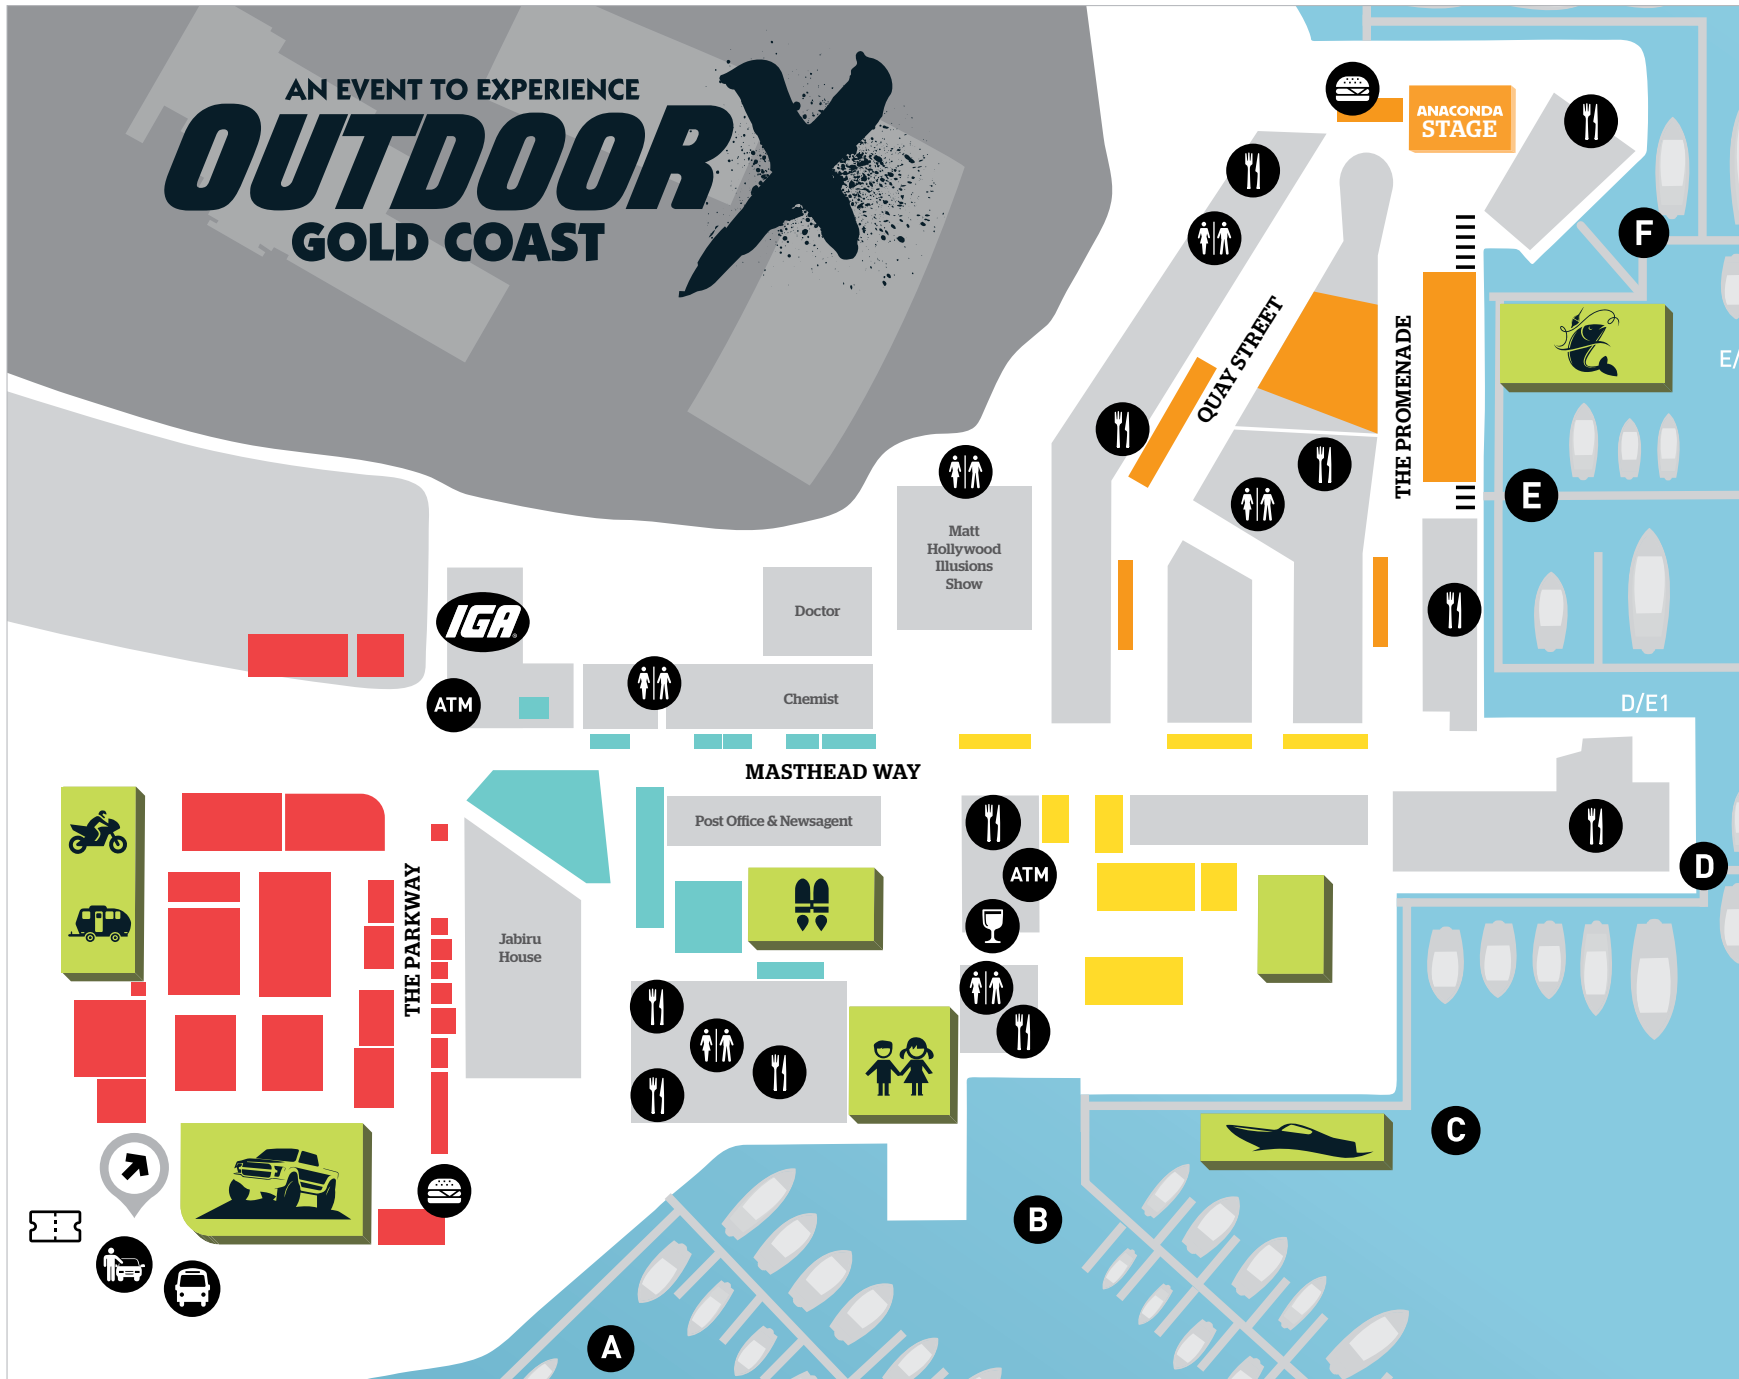 AN EVENT TO EXPERIENCE
OUTDOORX
GOLD COAST
ANACONDA
STAGE
F
QUAY STREET
THE PROMENADE
E/
E
Matt
Hollywood
Illusions
Show
Doctor
IGA
ATM
Chemist
D/E1
MASTHEAD WAY
Post Office & Newsagent
ATM
D
THE PARKWAY
Jabiru
House
C
B
A